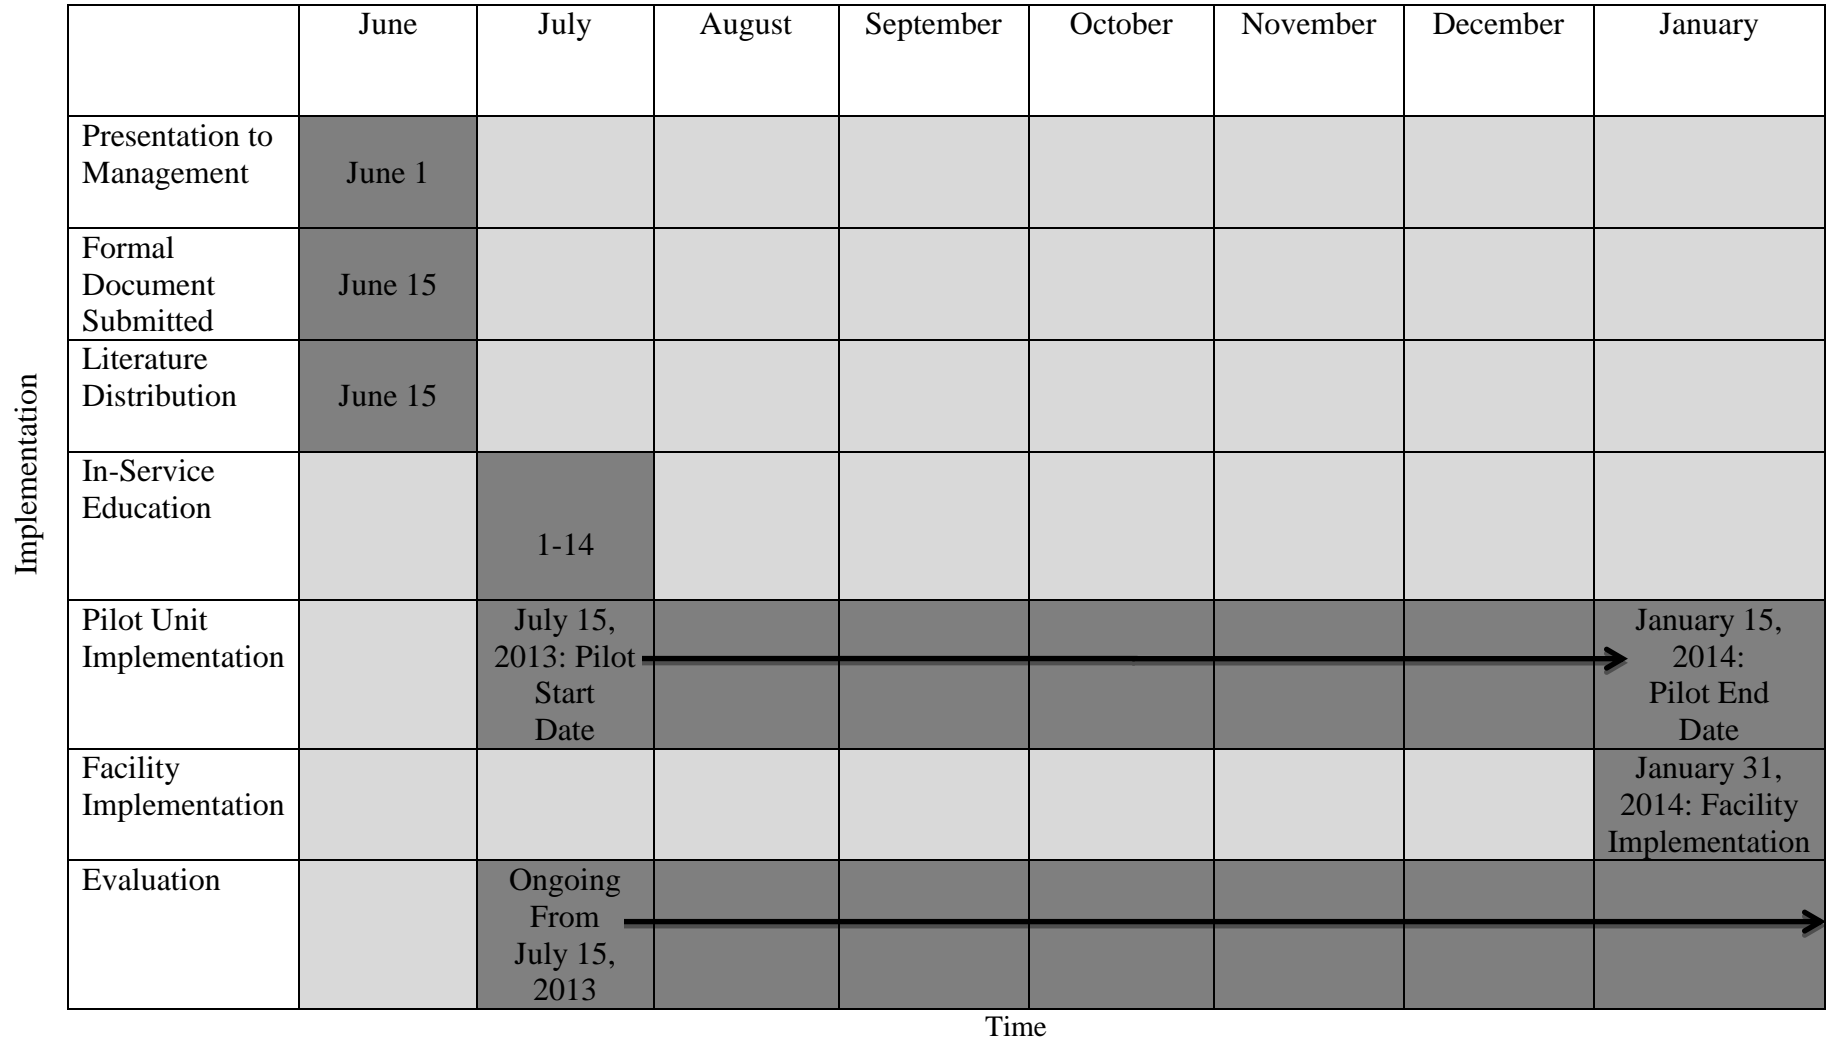 June July August September October November December January
Presentation to
Management
June 1
Formal
Document
Submitted
June 15
Literature
Distribution
June 15
In-Service
Education
1-14
Pilot Unit
Implementation
July 15,
2013: Pilot
Start
Date
January 15,
2014:
Pilot End
Date
Facility
Implementation
January 31,
2014: Facility
Implementation
Evaluation
Ongoing
From
July 15,
2013
Implementation
Time